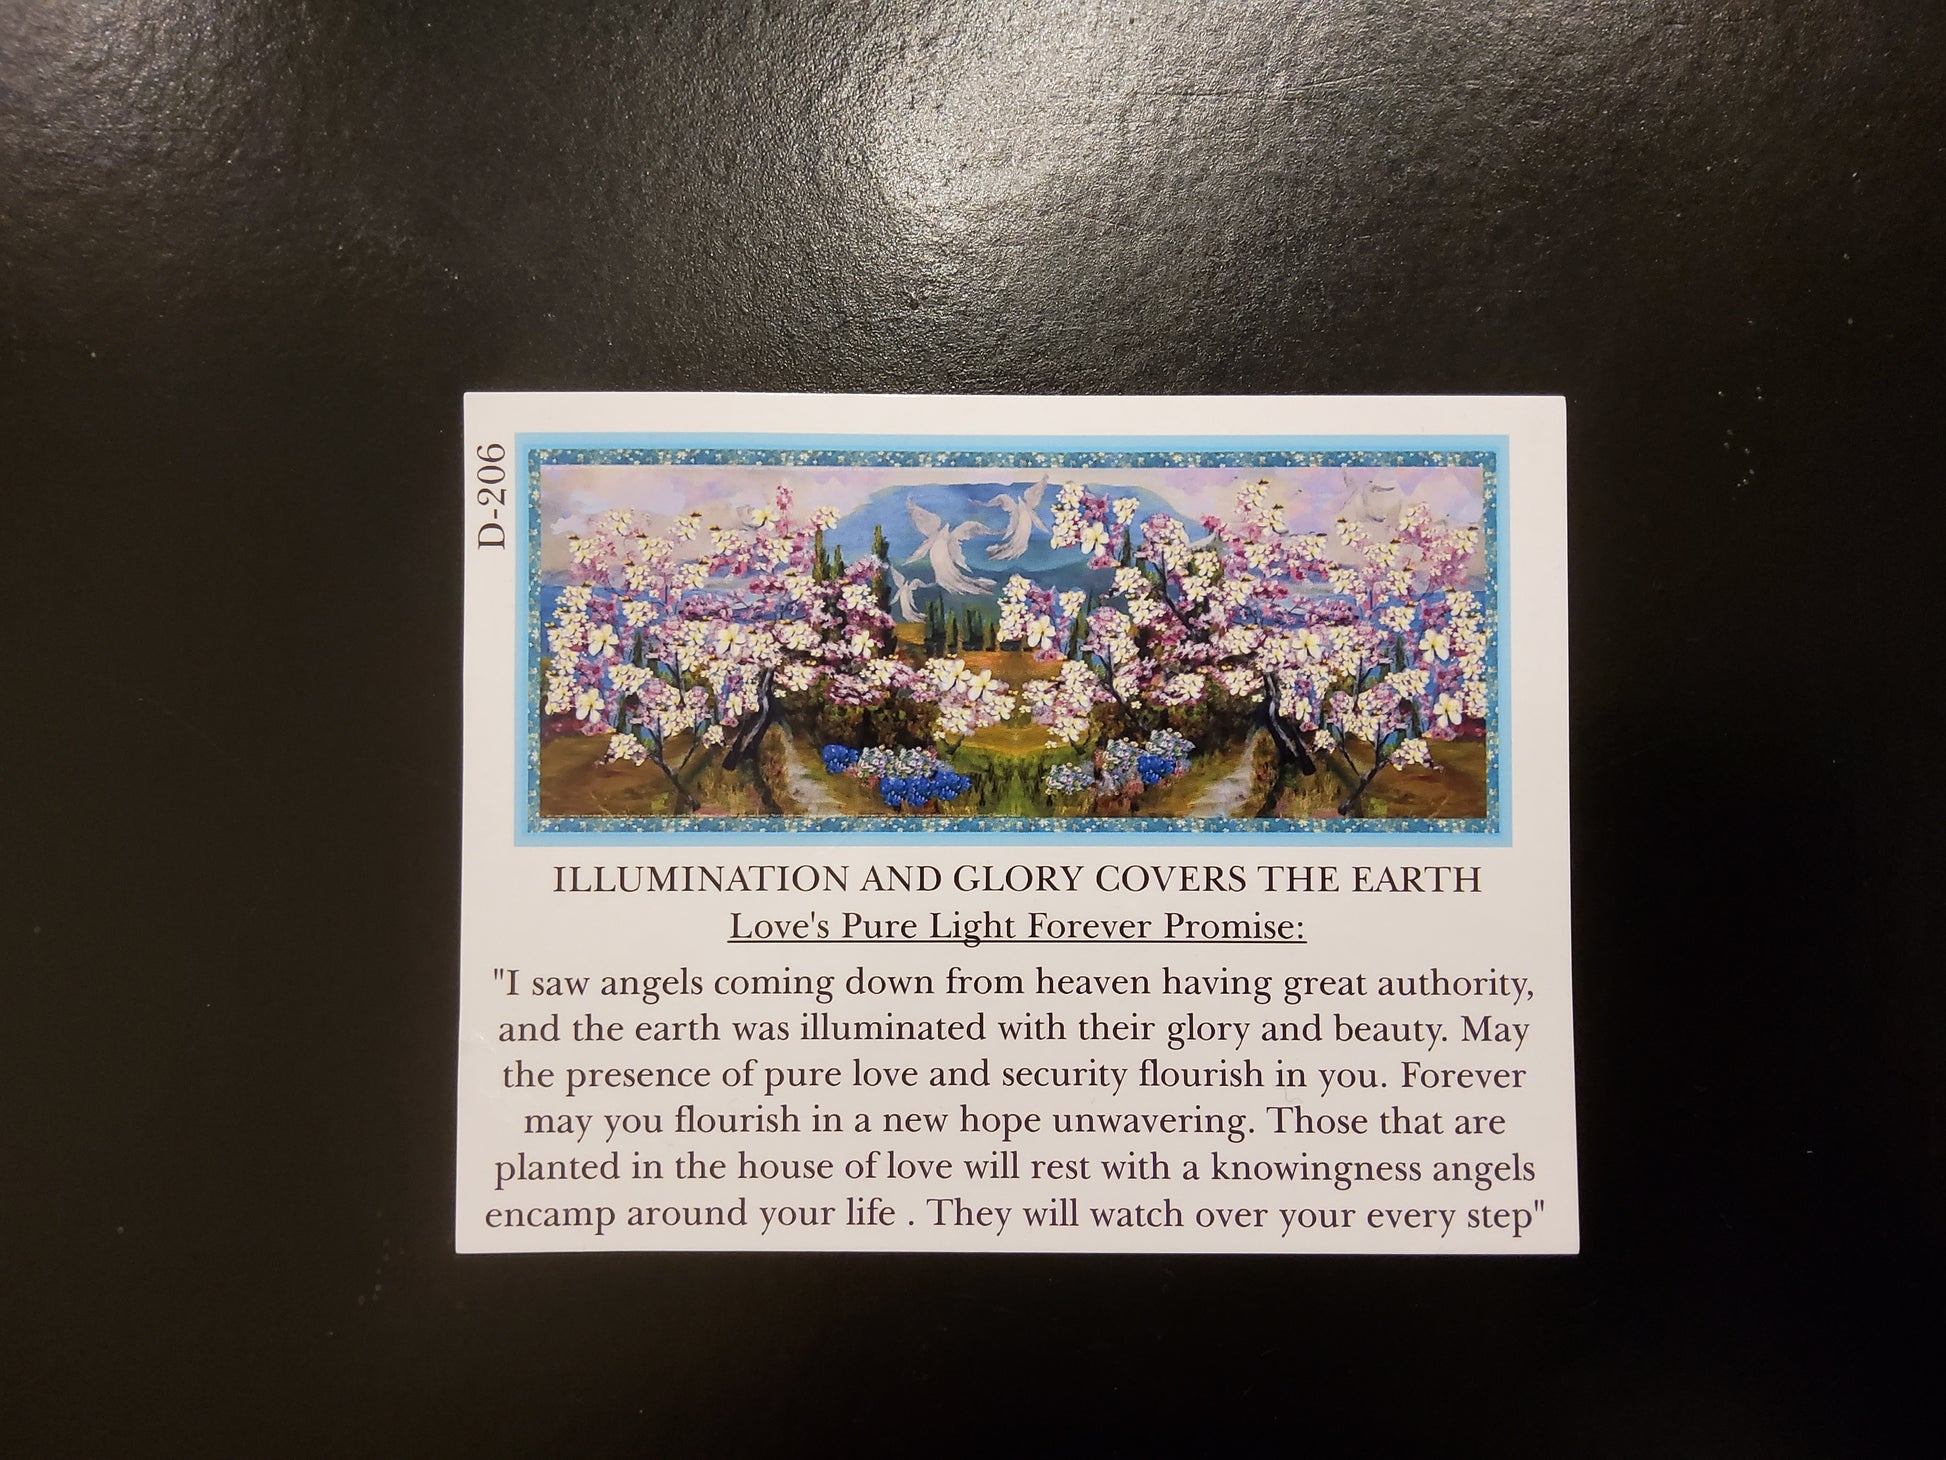 D-206
ILLUMINATION AND GLORY COVERS THE EARTH
Love's Pure Light Forever Promise:
"I saw angels coming down from heaven having great authority,
and the earth was illuminated with their glory and beauty. May
the presence of pure love and security flourish in you. Forever
may you flourish in a new hope unwavering. Those that are
planted in the house of love will rest with a knowingness angels
encamp around your life . They will watch over your every step"